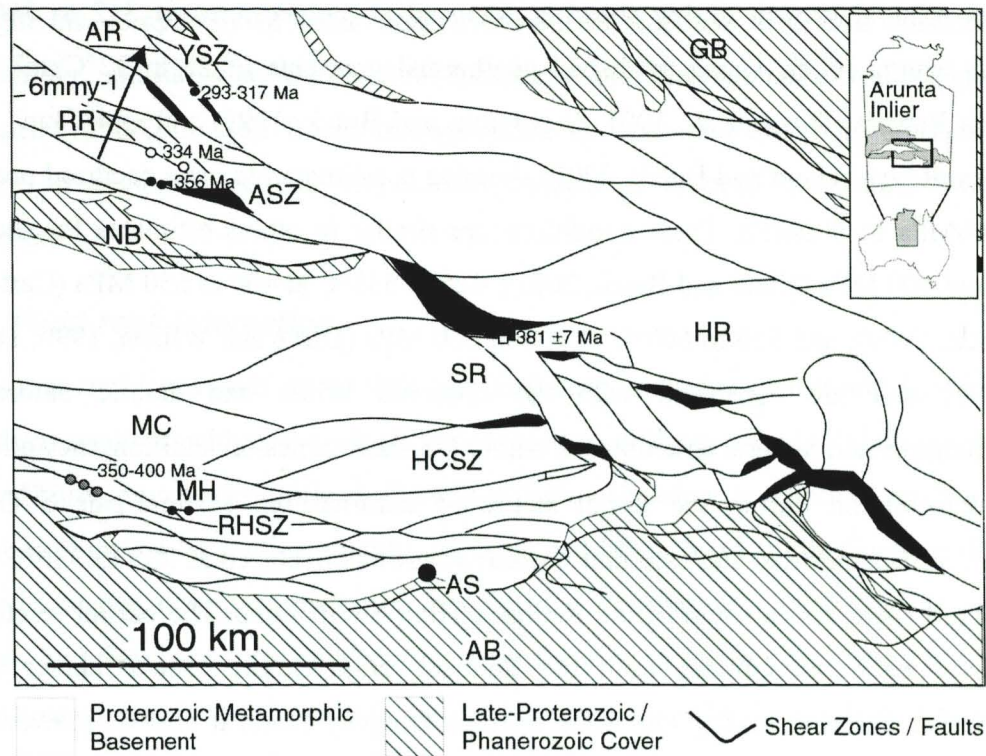 AR
YSZ
GB
293-317 Ma
6mmy-1
RR
334 Ma
356 Ma
ASZ
NB
Arunta
Inlier
381 ±7 Ma
HR
SR
MC
HCSZ
350-400 Ma
MH
RHSZ
AS
100 km
AB
Proterozoic Metamorphic
Basement
Late-Proterozoic /
Phanerozoic Cover
Shear Zones / Faults